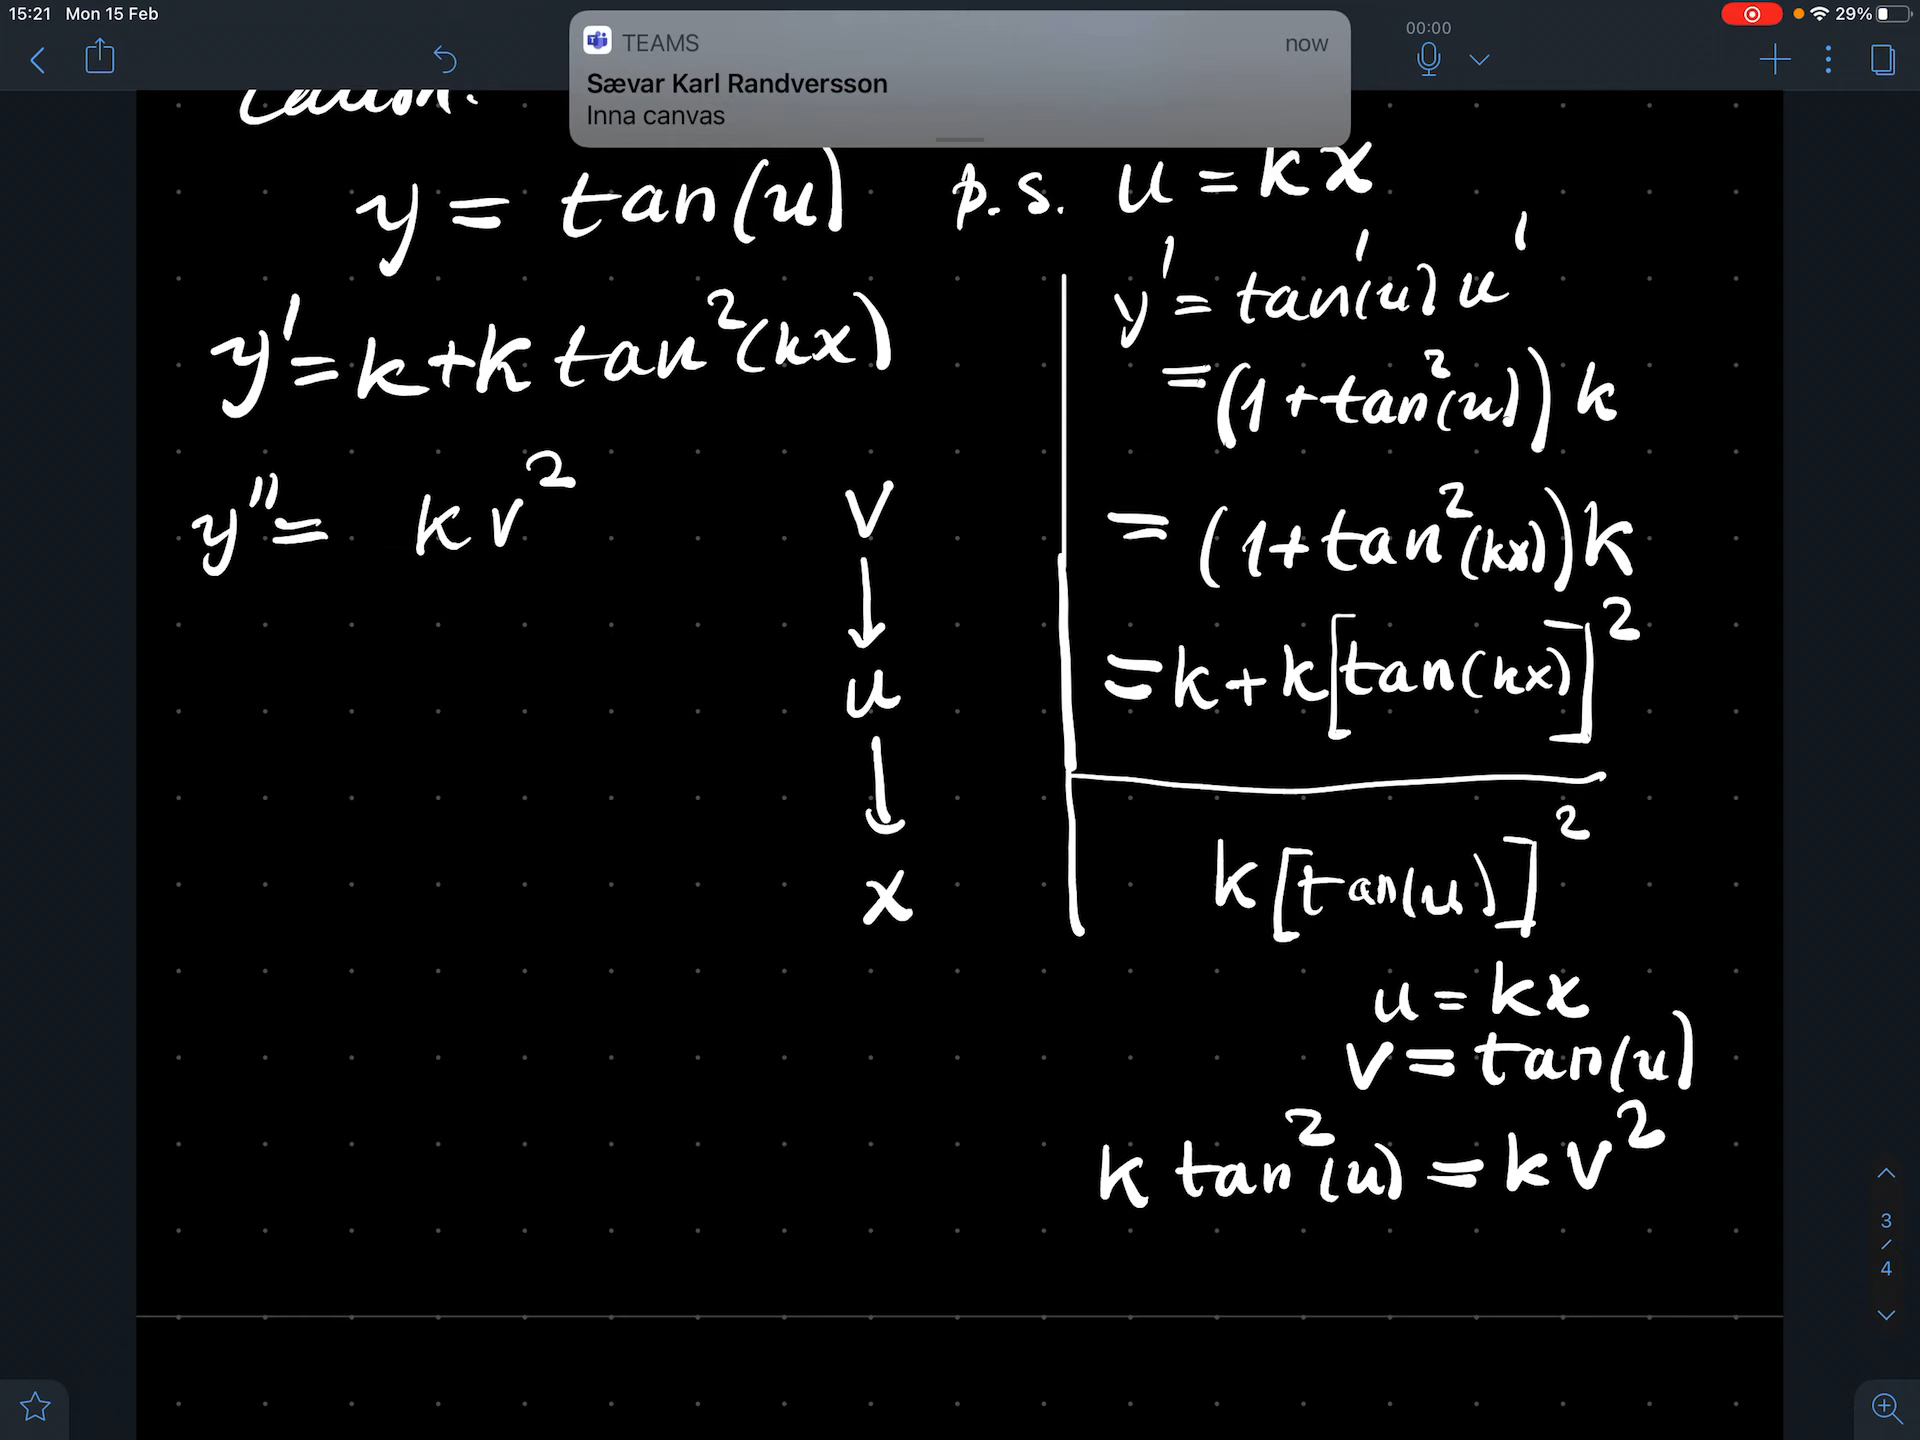 15:21 Mon 15 Feb
29%
00:00
TEAMS
now
Sævar Karl Randversson
Inna canvas
y = tan(u) þ.s. u = kx
y' = k+k tan²(kx)
y'' = kv²
v
↓
u
↓
x
y' = tan'(u) u'
= (1+tan²(u)) k
= (1+tan²(kx)) k
= k+k[tan(kx)]²
k[tan(u)]²
u = kx
v = tan(u)
k tan²(u) = kv²
3
/
4